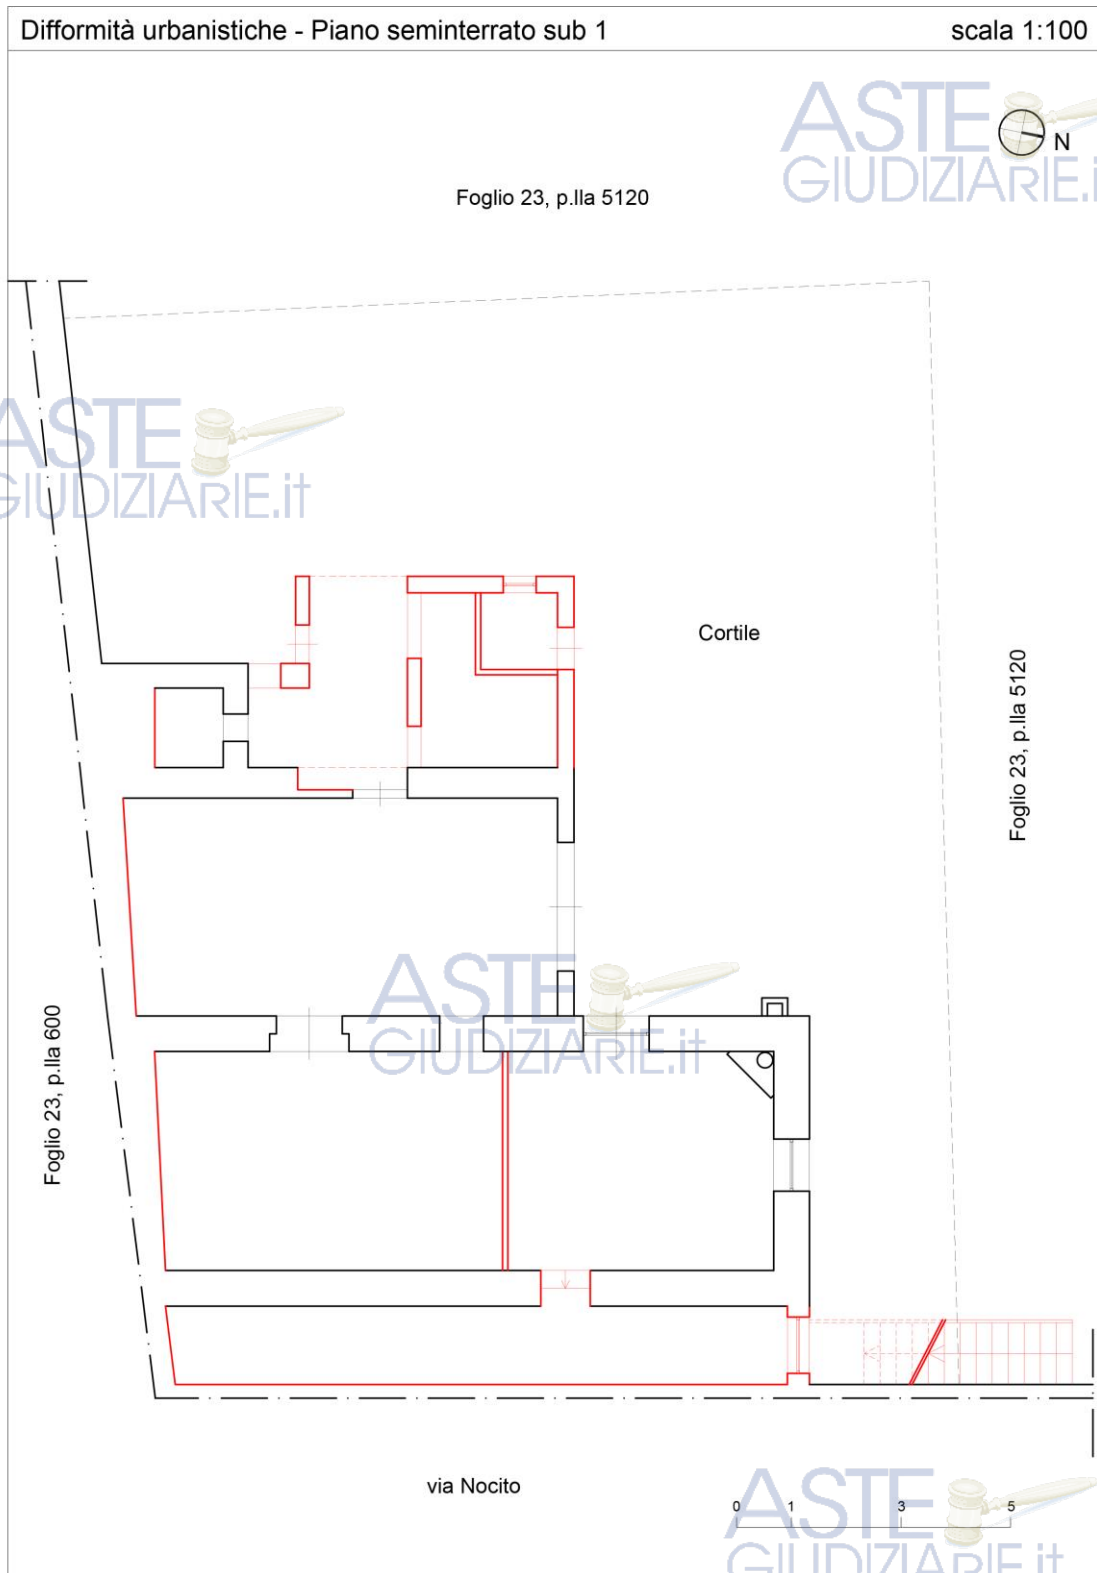 Difformità urbanistiche - Piano seminterrato sub 1 scala 1:100
ASTE
GIUDIZIARIE.it
N
Foglio 23, p.lla 5120
ASTE
GIUDIZIARIE.it
Cortile
Foglio 23, p.lla 5120
ASTE
GIUDIZIARIE.it
Foglio 23, p.lla 600
via Nocito
ASTE
0 1 3 5
GIUDIZIARIE.it